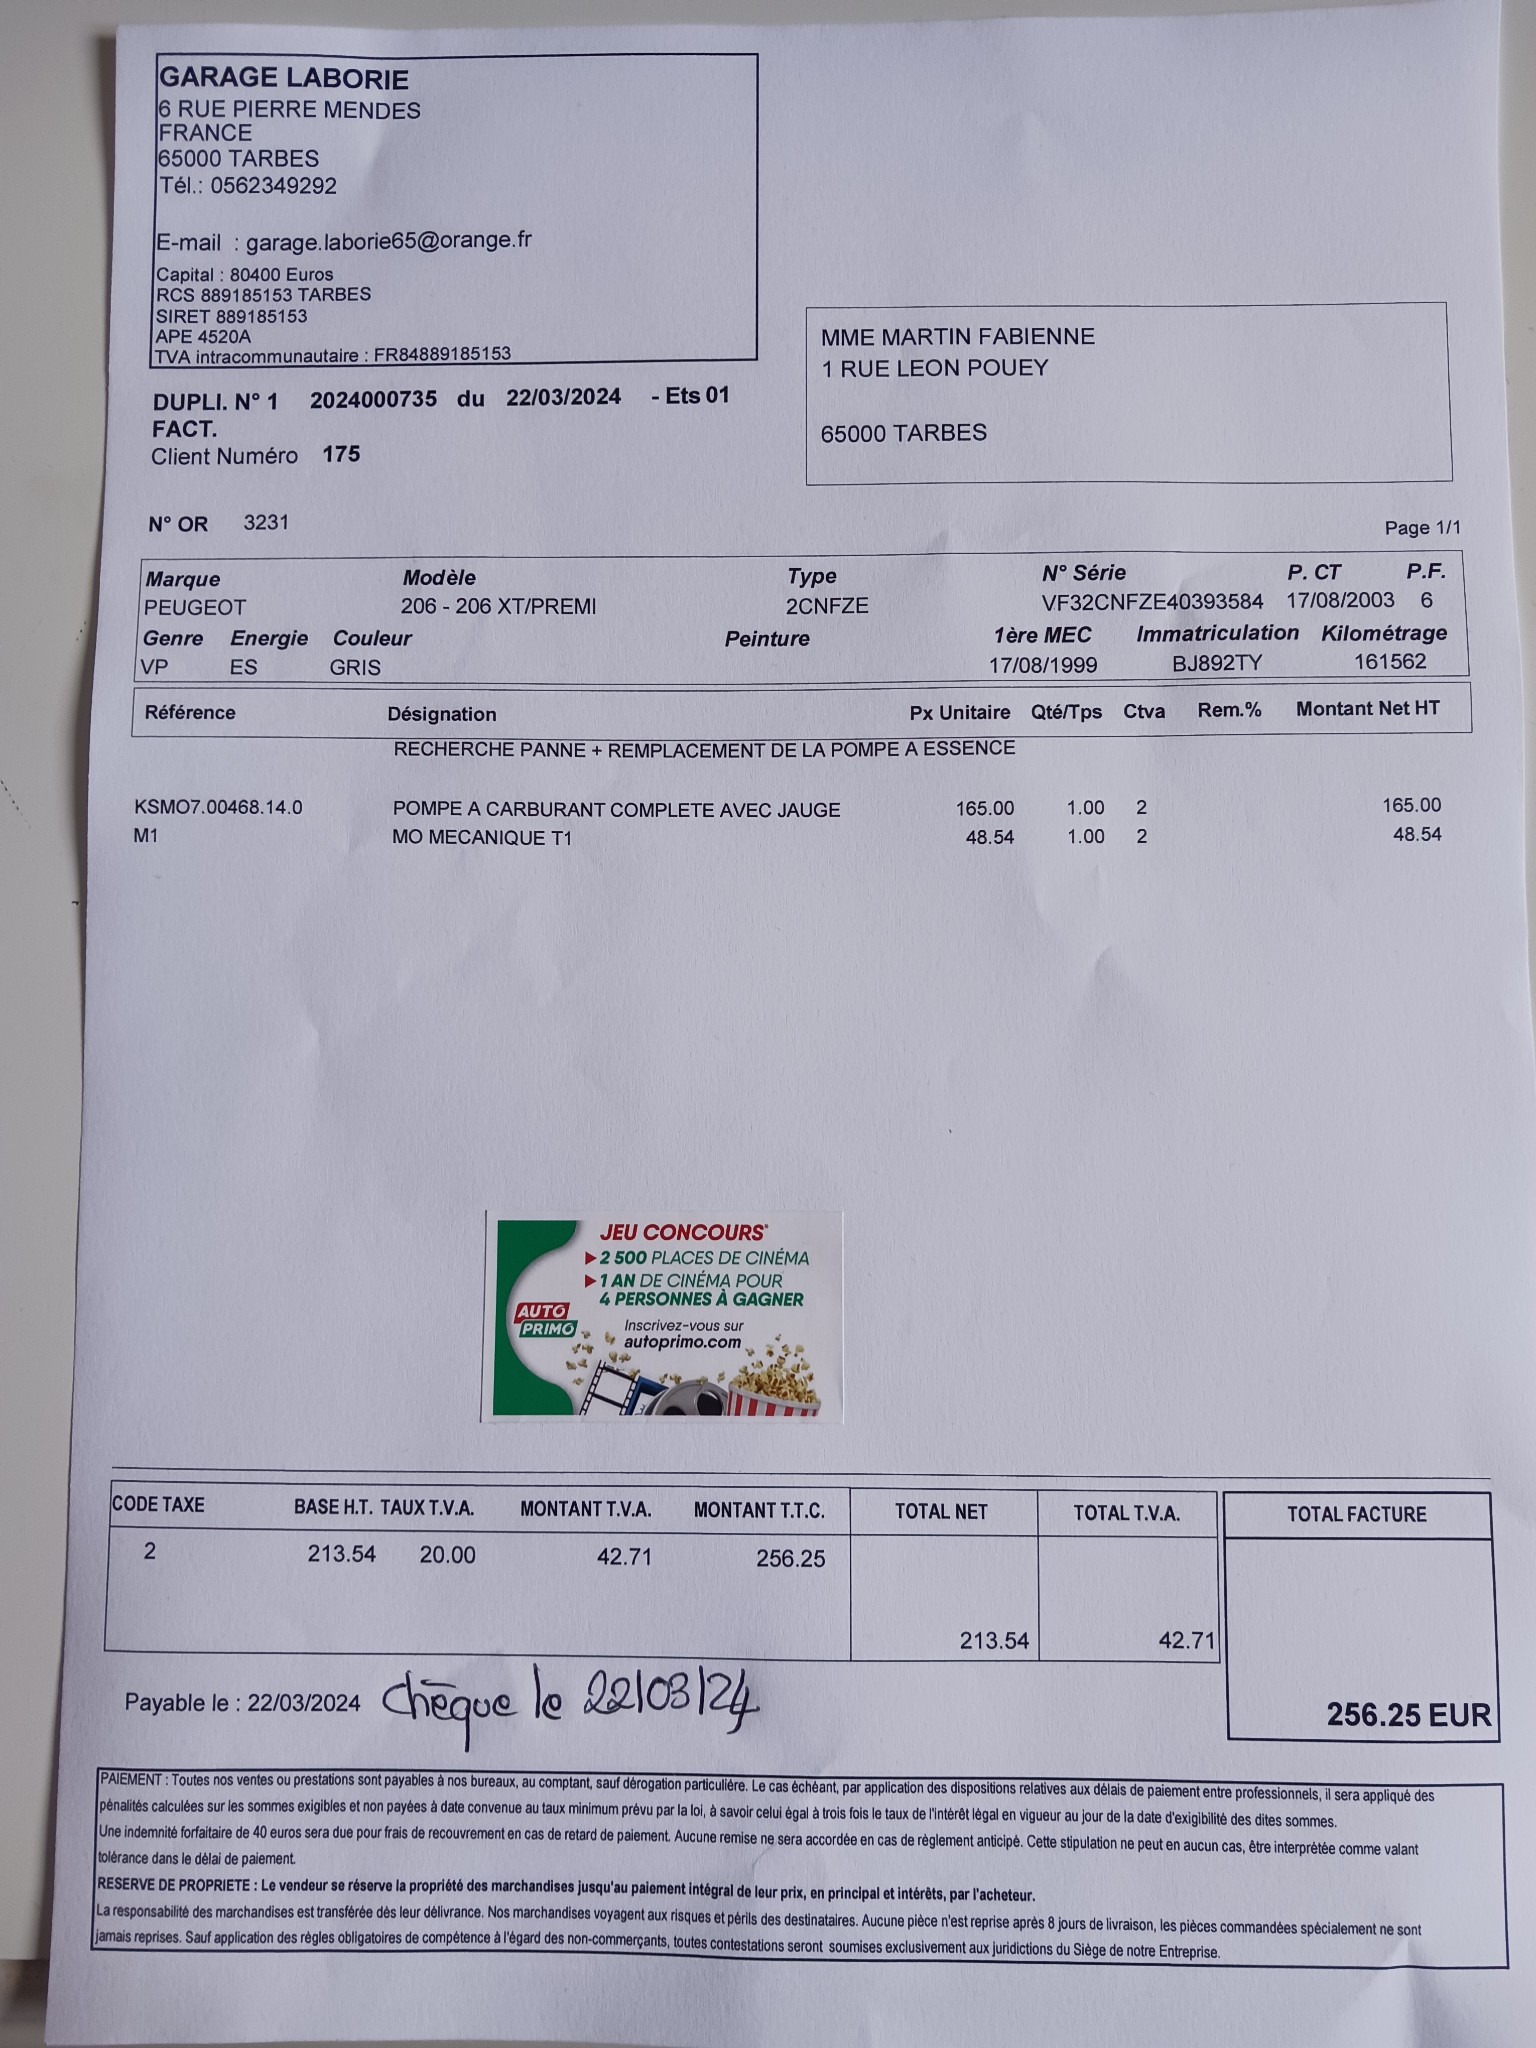 GARAGE LABORIE
6 RUE PIERRE MENDES
FRANCE
65000 TARBES
Tél.: 0562349292
E-mail : garage.laborie65@orange.fr
Capital : 80400 Euros
RCS 889185153 TARBES
SIRET 889185153
APE 4520A
TVA intracommunautaire : FR84889185153
MME MARTIN FABIENNE
1 RUE LEON POUEY
65000 TARBES
DUPLI. N° 1 2024000735 du 22/03/2024 - Ets 01
FACT.
Client Numéro 175
N° OR 3231
Page 1/1
Marque Modèle Type N° Série P. CT P.F.
PEUGEOT 206 - 206 XT/PREMI 2CNFZE VF32CNFZE40393584 17/08/2003 6
Genre Energie Couleur Peinture 1ère MEC Immatriculation Kilométrage
VP ES GRIS 17/08/1999 BJ892TY 161562
Référence Désignation Px Unitaire Qté/Tps Ctva Rem.% Montant Net HT
RECHERCHE PANNE + REMPLACEMENT DE LA POMPE A ESSENCE
KSMO7.00468.14.0 POMPE A CARBURANT COMPLETE AVEC JAUGE 165.00 1.00 2 165.00
M1 MO MECANIQUE T1 48.54 1.00 2 48.54
JEU CONCOURS*
2 500 PLACES DE CINÉMA
1 AN DE CINÉMA POUR
4 PERSONNES À GAGNER
AUTO
PRIMO
Inscrivez-vous sur
autoprimo.com
CODE TAXE BASE H.T. TAUX T.V.A. MONTANT T.V.A. MONTANT T.T.C. TOTAL NET TOTAL T.V.A. TOTAL FACTURE
2 213.54 20.00 42.71 256.25
213.54 42.71
256.25 EUR
Payable le : 22/03/2024 Chèque le 22/03/24
PAIEMENT : Toutes nos ventes ou prestations sont payables à nos bureaux, au comptant, sauf dérogation particulière. Le cas échéant, par application des dispositions relatives aux délais de paiement entre professionnels, il sera appliqué des
pénalités calculées sur les sommes exigibles et non payées à date convenue au taux minimum prévu par la loi, à savoir celui égal à trois fois le taux de l'intérêt légal en vigueur au jour de la date d'exigibilité des dites sommes.
Une indemnité forfaitaire de 40 euros sera due pour frais de recouvrement en cas de retard de paiement. Aucune remise ne sera accordée en cas de règlement anticipé. Cette stipulation ne peut en aucun cas, être interprétée comme valant
tolérance dans le délai de paiement.
RESERVE DE PROPRIETE : Le vendeur se réserve la propriété des marchandises jusqu'au paiement intégral de leur prix, en principal et intérêts, par l'acheteur.
La responsabilité des marchandises est transférée dès leur délivrance. Nos marchandises voyagent aux risques et périls des destinataires. Aucune pièce n'est reprise après 8 jours de livraison, les pièces commandées spécialement ne sont
jamais reprises. Sauf application des règles obligatoires de compétence à l'égard des non-commerçants, toutes contestations seront soumises exclusivement aux juridictions du Siège de notre Entreprise.